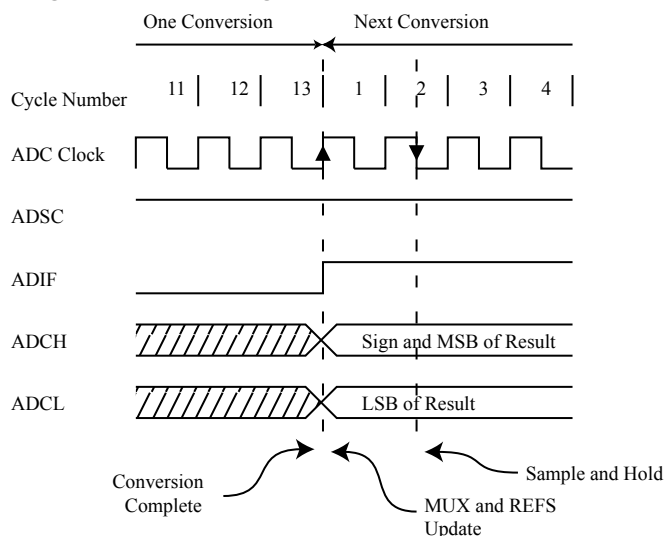 One Conversion Next Conversion
Cycle Number 11 12 13 1 2 3 4
ADC Clock
ADSC
ADIF
ADCH Sign and MSB of Result
ADCL LSB of Result
Conversion
Complete
MUX and REFS
Update
Sample and Hold